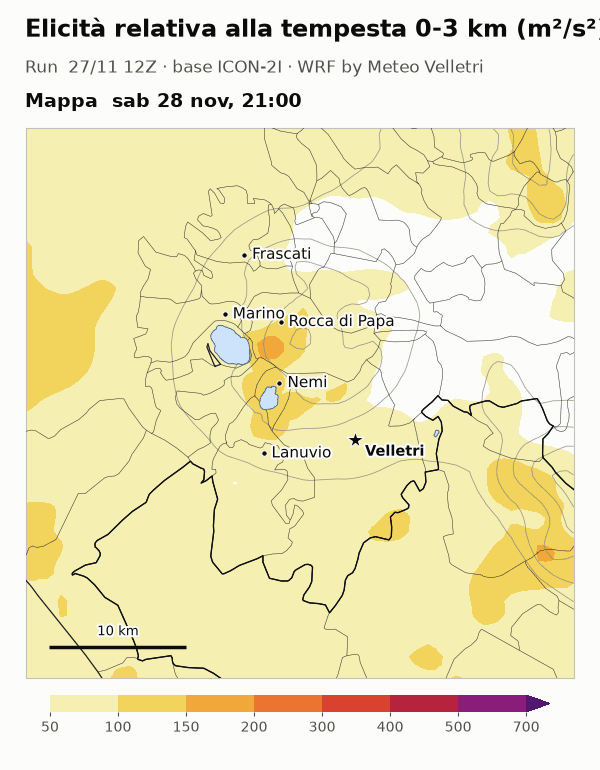 Elicità relativa alla tempesta 0-3 km (m²/s²)
Run 27/11 12Z · base ICON-2I · WRF by Meteo Velletri
Mappa sab 28 nov, 21:00
Frascati
Marino
Rocca di Papa
Nemi
Velletri
Lanuvio
10 km
50 100 150 200 300 400 500 700